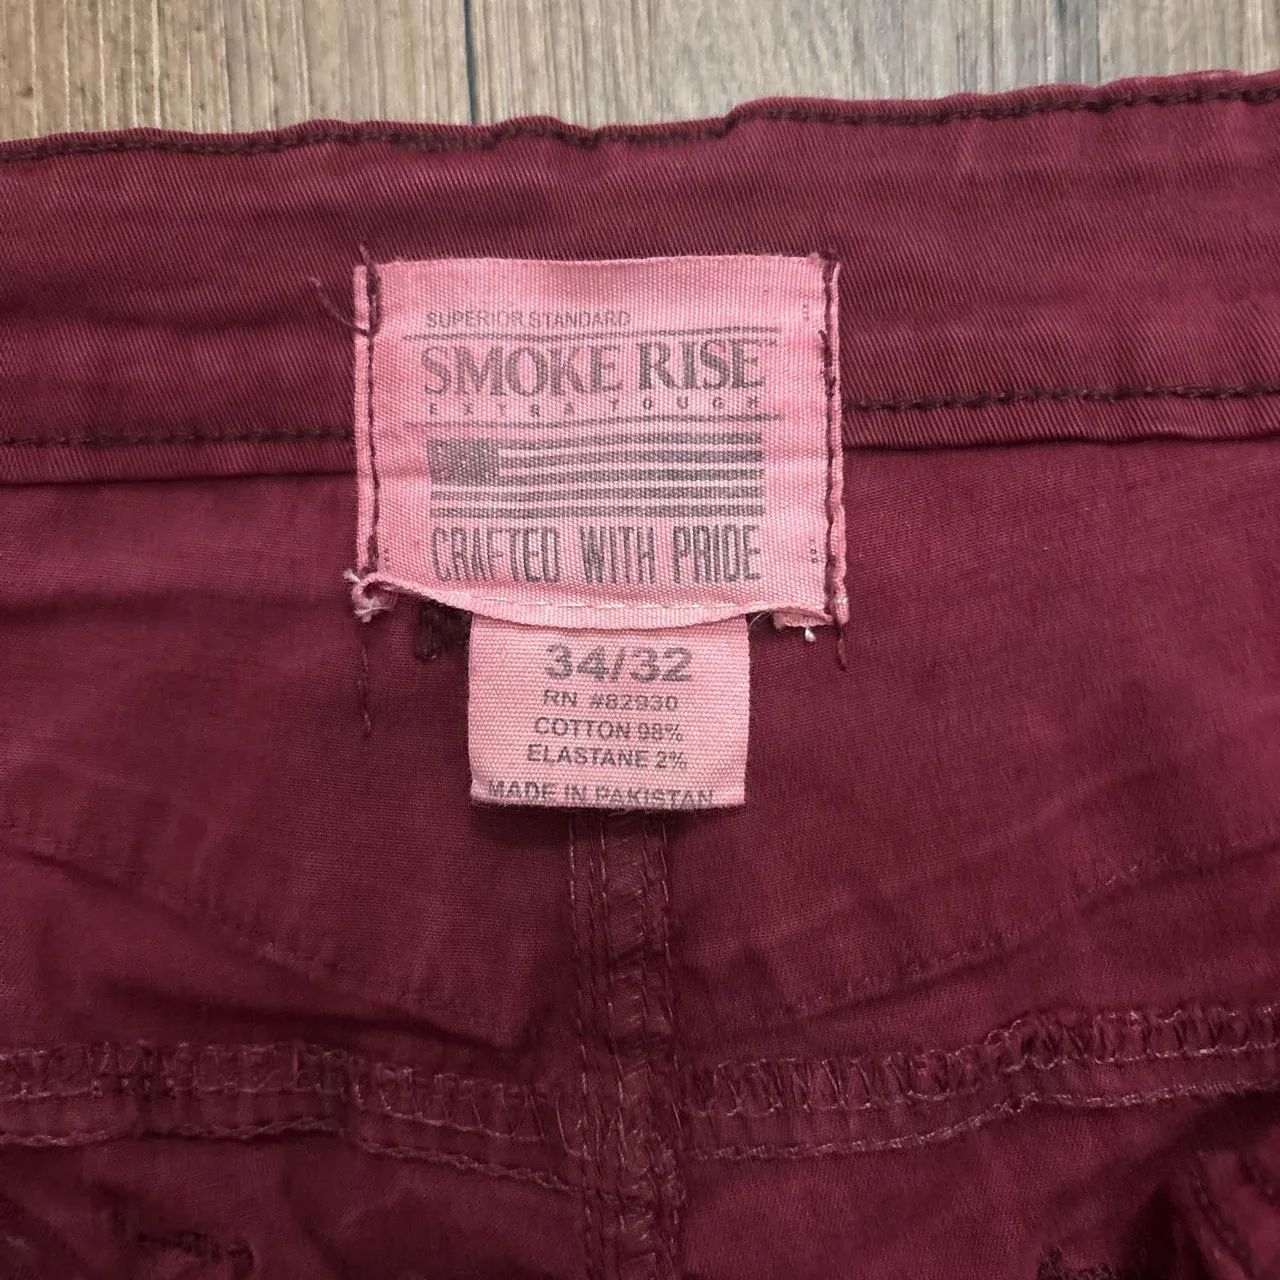 SUPERIOR STANDARD
SMOKE RISE™
EXTRA TOUGH
CRAFTED WITH PRIDE
34/32
RN #82930
COTTON 98%
ELASTANE 2%
MADE IN PAKISTAN